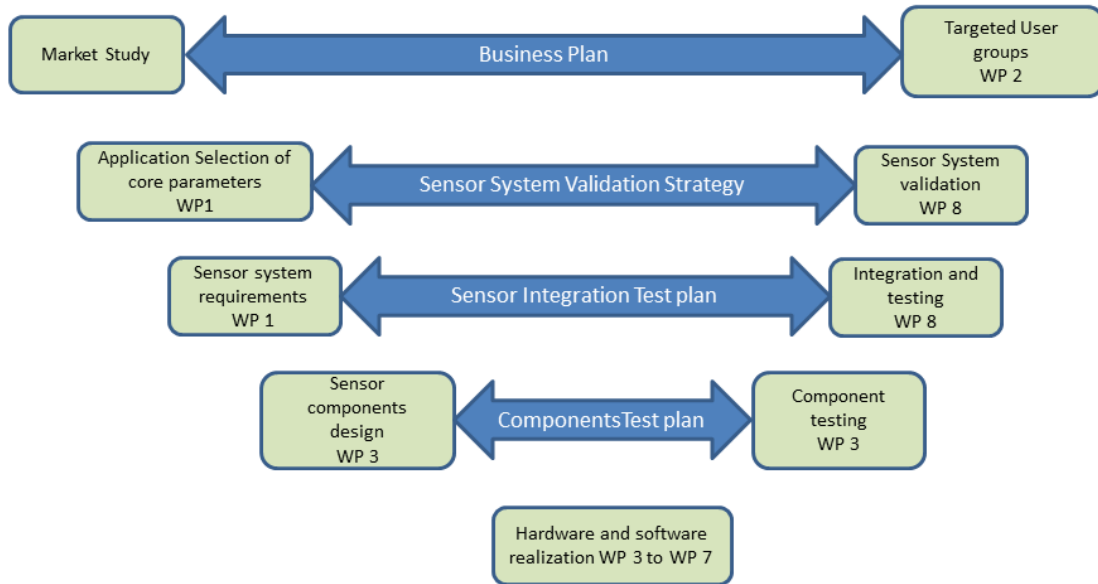 Market Study
Business Plan
Targeted User
groups
WP 2
Application Selection of
core parameters
WP1
Sensor System Validation Strategy
Sensor System
validation
WP 8
Sensor system
requirements
WP 1
Sensor Integration Test plan
Integration and
testing
WP 8
Sensor
components
design
WP 3
ComponentsTest plan
Component
testing
WP 3
Hardware and software
realization WP 3 to WP 7